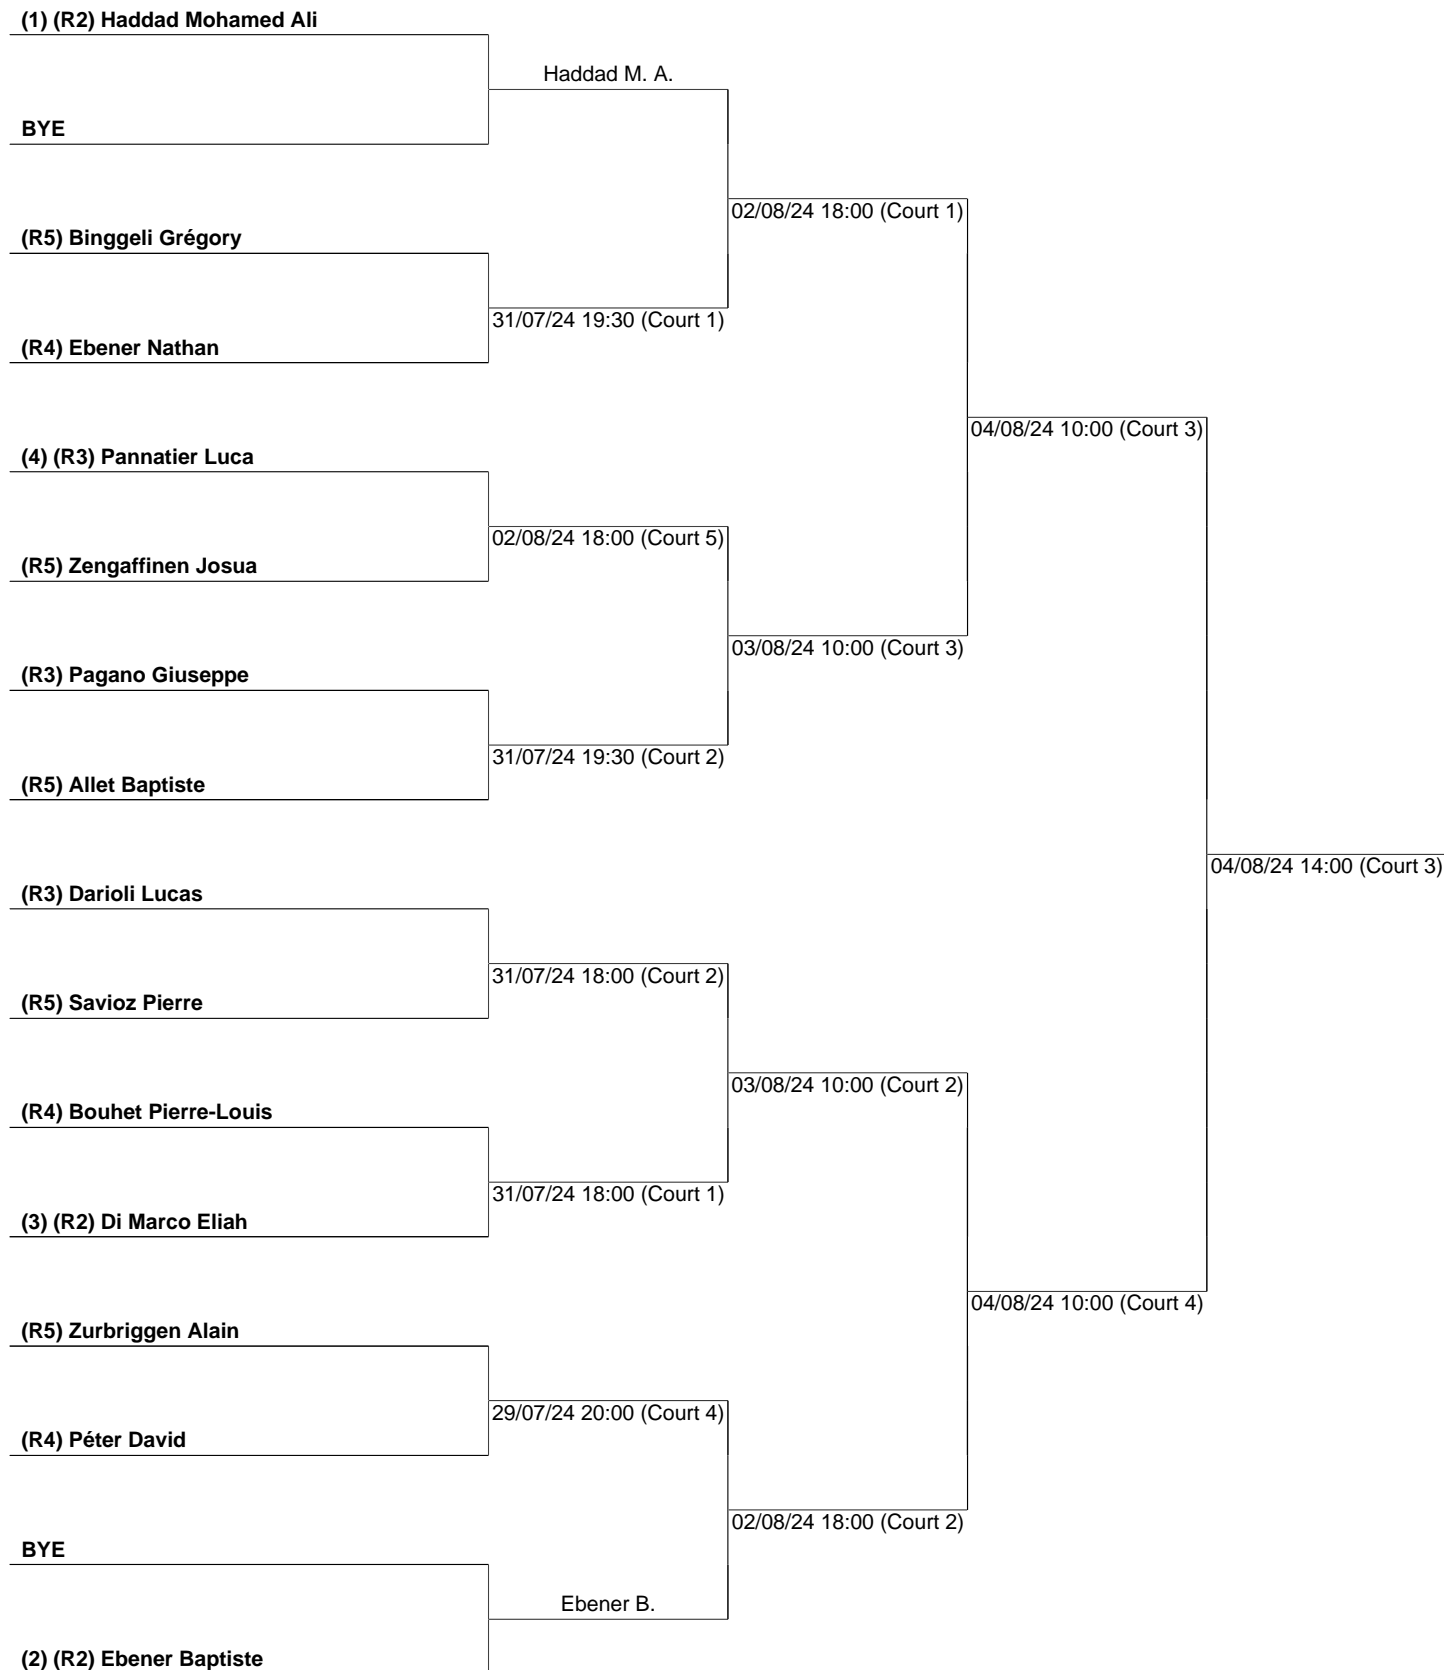 (1) (R2) Haddad Mohamed Ali
Haddad M. A.
BYE
02/08/24 18:00 (Court 1)
(R5) Binggeli Grégory
31/07/24 19:30 (Court 1)
(R4) Ebener Nathan
04/08/24 10:00 (Court 3)
(4) (R3) Pannatier Luca
02/08/24 18:00 (Court 5)
(R5) Zengaffinen Josua
03/08/24 10:00 (Court 3)
(R3) Pagano Giuseppe
31/07/24 19:30 (Court 2)
(R5) Allet Baptiste
04/08/24 14:00 (Court 3)
(R3) Darioli Lucas
31/07/24 18:00 (Court 2)
(R5) Savioz Pierre
03/08/24 10:00 (Court 2)
(R4) Bouhet Pierre-Louis
31/07/24 18:00 (Court 1)
(3) (R2) Di Marco Eliah
04/08/24 10:00 (Court 4)
(R5) Zurbriggen Alain
29/07/24 20:00 (Court 4)
(R4) Péter David
02/08/24 18:00 (Court 2)
BYE
Ebener B.
(2) (R2) Ebener Baptiste